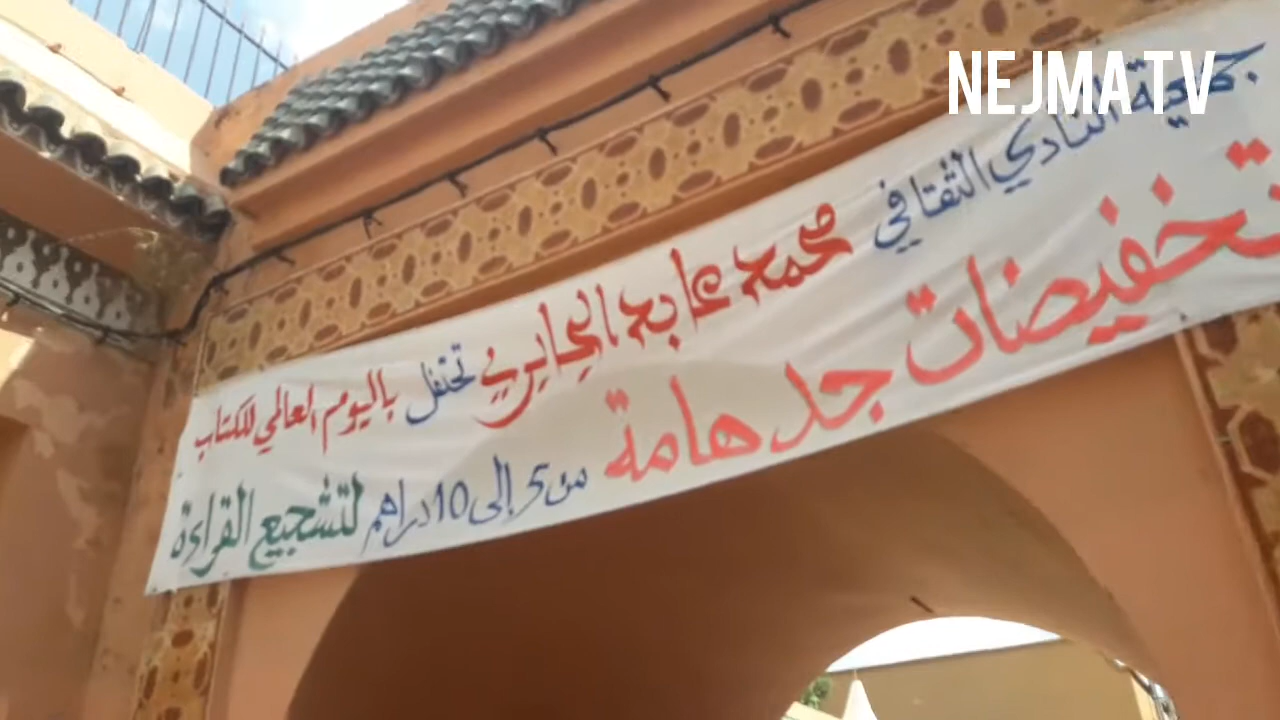 NEJMA TV
جمعية النادي الثقافي محمد عابد الجابري تحتفل باليوم العالمي للكتاب
تخفيضات جد هامة من 5 إلى 10 دراهم لتشجيع القراءة